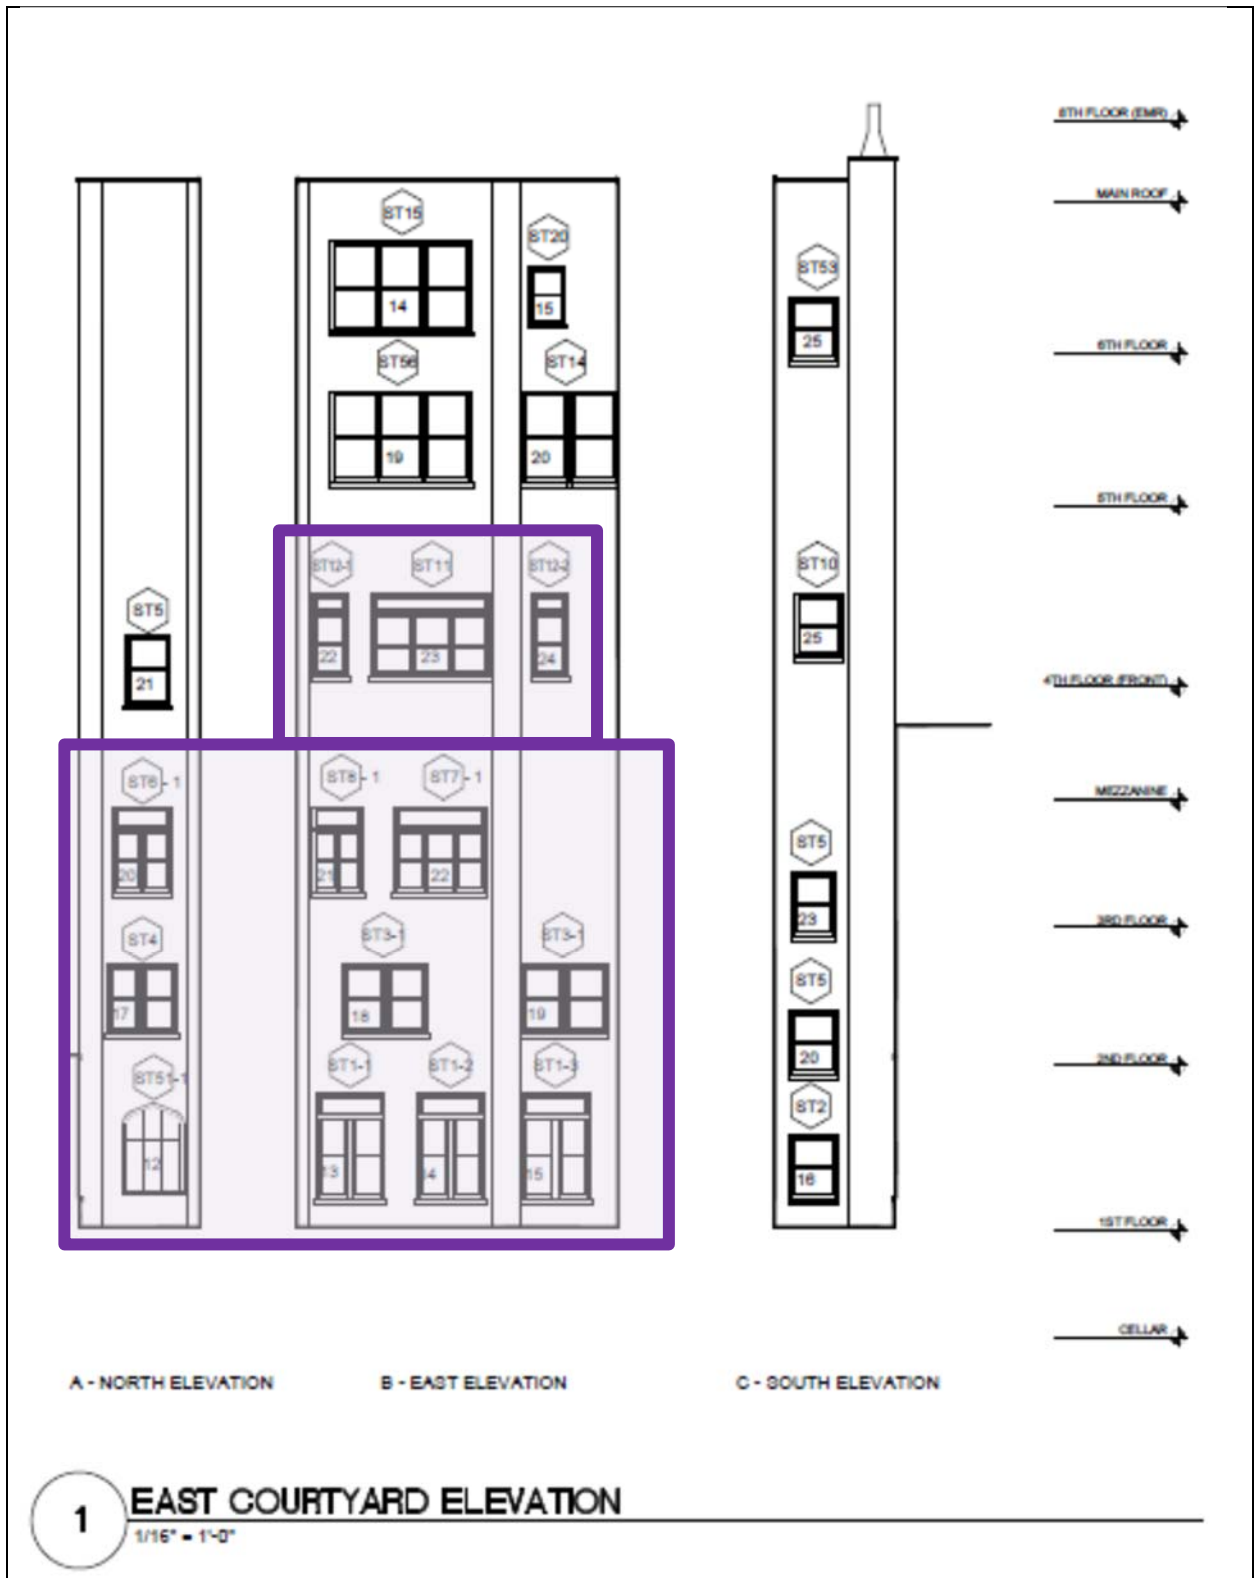 8TH FLOOR (EMR)
MAIN ROOF
6TH FLOOR
5TH FLOOR
4TH FLOOR (FRONT)
MEZZANINE
3RD FLOOR
2ND FLOOR
1ST FLOOR
CELLAR
ST5
21
ST6 - 1
20
ST4
17
ST51-1
12
ST15
14
ST20
15
ST56
19
ST14
20
ST12-1
22
ST11
23
ST12-2
24
ST8 - 1
21
ST7 - 1
22
ST3-1
18
ST3-1
19
ST1-1
13
ST1-2
14
ST1-3
15
ST53
25
ST10
25
ST5
23
ST5
20
ST2
16
A - NORTH ELEVATION
B - EAST ELEVATION
C - SOUTH ELEVATION
1
EAST COURTYARD ELEVATION
1/16" = 1'-0"